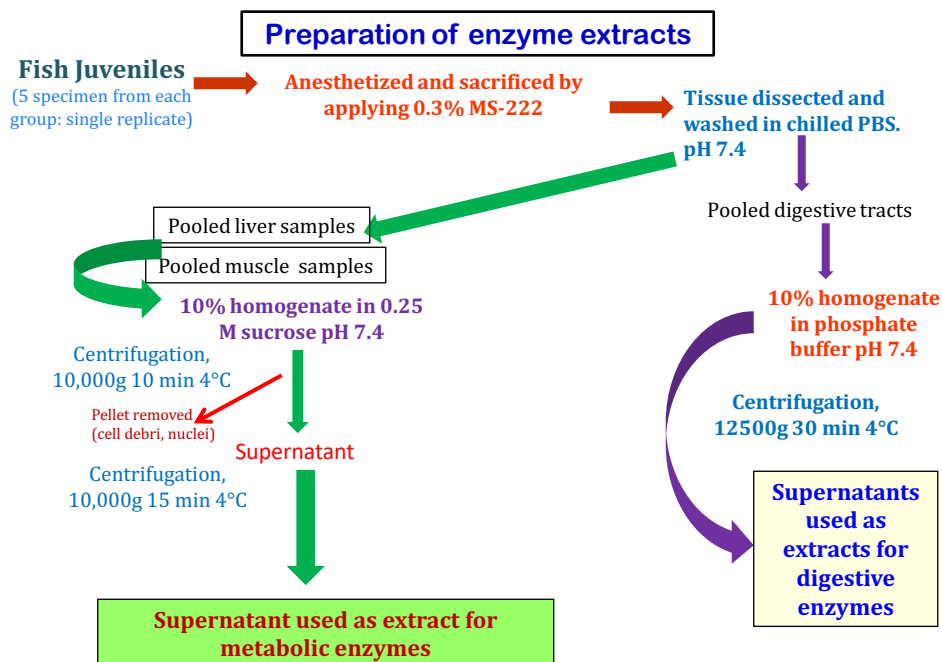 Preparation of enzyme extracts
Fish Juveniles
(5 specimen from each
group: single replicate)
Anesthetized and sacrificed by
applying 0.3% MS-222
Tissue dissected and
washed in chilled PBS.
pH 7.4
Pooled liver samples
Pooled muscle samples
10% homogenate in 0.25
M sucrose pH 7.4
Centrifugation,
10,000g 10 min 4°C
Pellet removed
(cell debri, nuclei)
Supernatant
Centrifugation,
10,000g 15 min 4°C
Supernatant used as extract for
metabolic enzymes
Pooled digestive tracts
10% homogenate
in phosphate
buffer pH 7.4
Centrifugation,
12500g 30 min 4°C
Supernatants
used as
extracts for
digestive
enzymes